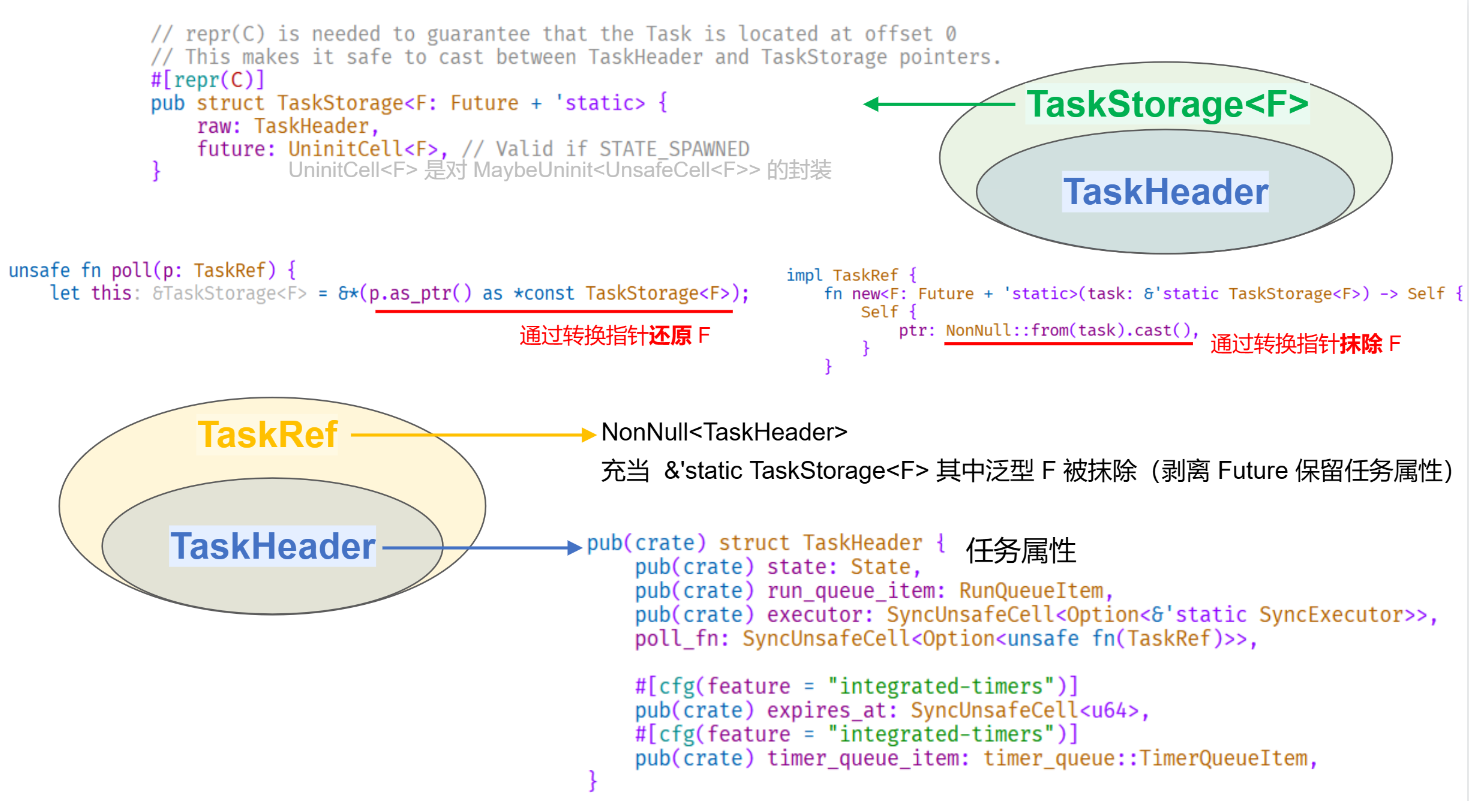 // repr(C) is needed to guarantee that the Task is located at offset 0
// This makes it safe to cast between TaskHeader and TaskStorage pointers.
#[repr(C)]
pub struct TaskStorage<F: Future + 'static> {
    raw: TaskHeader,
    future: UninitCell<F>, // Valid if STATE_SPAWNED
UninitCell<F> 是对 MaybeUninit<UnsafeCell<F>> 的封装
}
TaskStorage<F>
TaskHeader
unsafe fn poll(p: TaskRef) {
    let this: &TaskStorage<F> = &*(p.as_ptr() as *const TaskStorage<F>);
通过转换指针还原 F
impl TaskRef {
    fn new<F: Future + 'static>(task: &'static TaskStorage<F>) -> Self {
        Self {
            ptr: NonNull::from(task).cast(),
通过转换指针抹除 F
        }
    }
TaskRef
TaskHeader
NonNull<TaskHeader>
充当 &'static TaskStorage<F> 其中泛型 F 被抹除（剥离 Future 保留任务属性）
pub(crate) struct TaskHeader {
任务属性
    pub(crate) state: State,
    pub(crate) run_queue_item: RunQueueItem,
    pub(crate) executor: SyncUnsafeCell<Option<&'static SyncExecutor>>,
    poll_fn: SyncUnsafeCell<Option<unsafe fn(TaskRef)>>,
    #[cfg(feature = "integrated-timers")]
    pub(crate) expires_at: SyncUnsafeCell<u64>,
    #[cfg(feature = "integrated-timers")]
    pub(crate) timer_queue_item: timer_queue::TimerQueueItem,
}